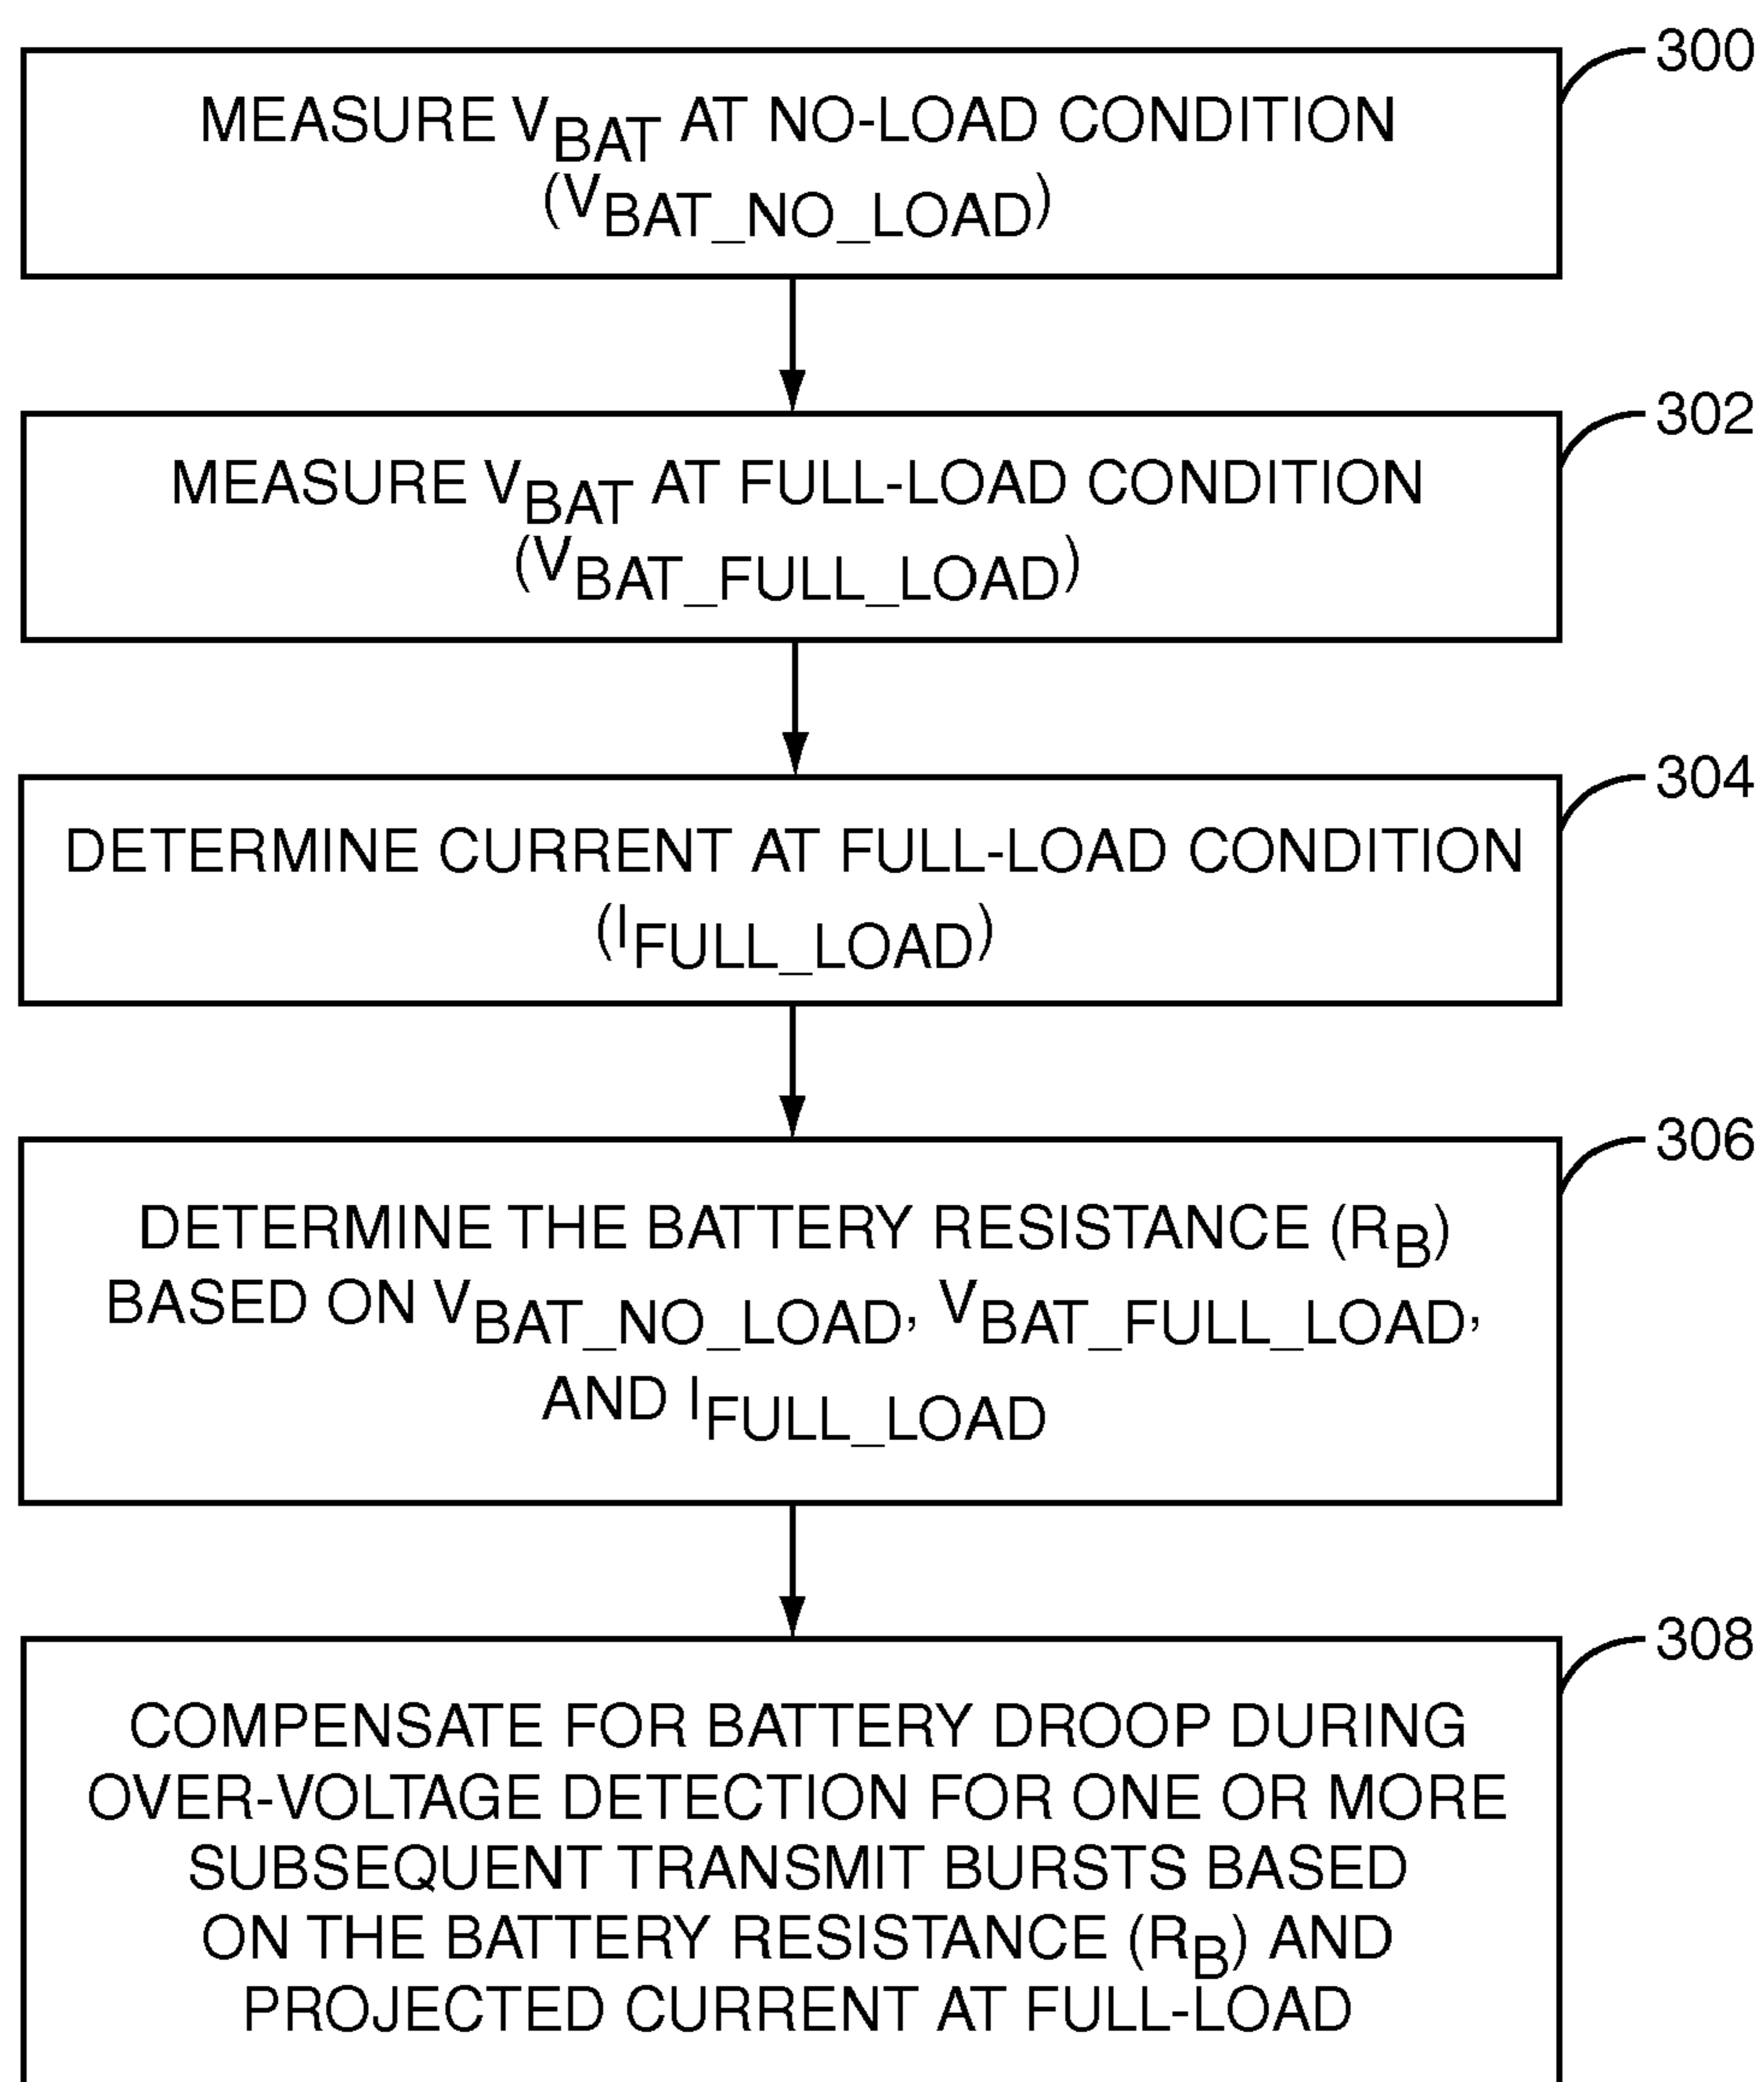 300
MEASURE VBAT AT NO-LOAD CONDITION
(VBAT_NO_LOAD)
302
MEASURE VBAT AT FULL-LOAD CONDITION
(VBAT_FULL_LOAD)
304
DETERMINE CURRENT AT FULL-LOAD CONDITION
(IFULL_LOAD)
306
DETERMINE THE BATTERY RESISTANCE (RB)
BASED ON VBAT_NO_LOAD, VBAT_FULL_LOAD,
AND IFULL_LOAD
308
COMPENSATE FOR BATTERY DROOP DURING
OVER-VOLTAGE DETECTION FOR ONE OR MORE
SUBSEQUENT TRANSMIT BURSTS BASED
ON THE BATTERY RESISTANCE (RB) AND
PROJECTED CURRENT AT FULL-LOAD